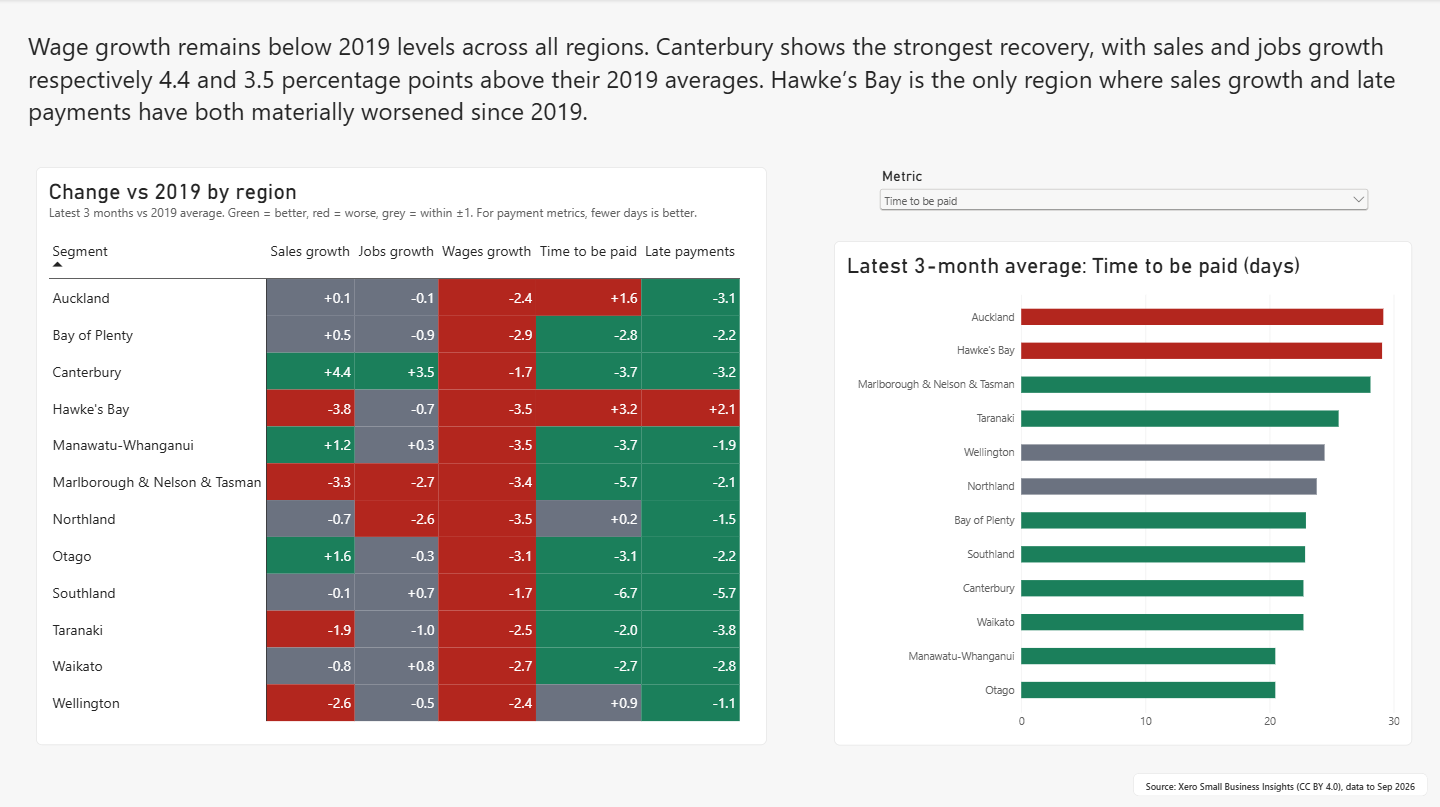 Wage growth remains below 2019 levels across all regions. Canterbury shows the strongest recovery, with sales and jobs growth
respectively 4.4 and 3.5 percentage points above their 2019 averages. Hawke’s Bay is the only region where sales growth and late
payments have both materially worsened since 2019.
Change vs 2019 by region
Latest 3 months vs 2019 average. Green = better, red = worse, grey = within ±1. For payment metrics, fewer days is better.
Segment Sales growth Jobs growth Wages growth Time to be paid Late payments
Auckland +0.1 -0.1 -2.4 +1.6 -3.1
Bay of Plenty +0.5 -0.9 -2.9 -2.8 -2.2
Canterbury +4.4 +3.5 -1.7 -3.7 -3.2
Hawke's Bay -3.8 -0.7 -3.5 +3.2 +2.1
Manawatu-Whanganui +1.2 +0.3 -3.5 -3.7 -1.9
Marlborough & Nelson & Tasman -3.3 -2.7 -3.4 -5.7 -2.1
Northland -0.7 -2.6 -3.5 +0.2 -1.5
Otago +1.6 -0.3 -3.1 -3.1 -2.2
Southland -0.1 +0.7 -1.7 -6.7 -5.7
Taranaki -1.9 -1.0 -2.5 -2.0 -3.8
Waikato -0.8 +0.8 -2.7 -2.7 -2.8
Wellington -2.6 -0.5 -2.4 +0.9 -1.1
Metric
Time to be paid
Latest 3-month average: Time to be paid (days)
Auckland
Hawke's Bay
Marlborough & Nelson & Tasman
Taranaki
Wellington
Northland
Bay of Plenty
Southland
Canterbury
Waikato
Manawatu-Whanganui
Otago
0 10 20 30
Source: Xero Small Business Insights (CC BY 4.0), data to Sep 2026